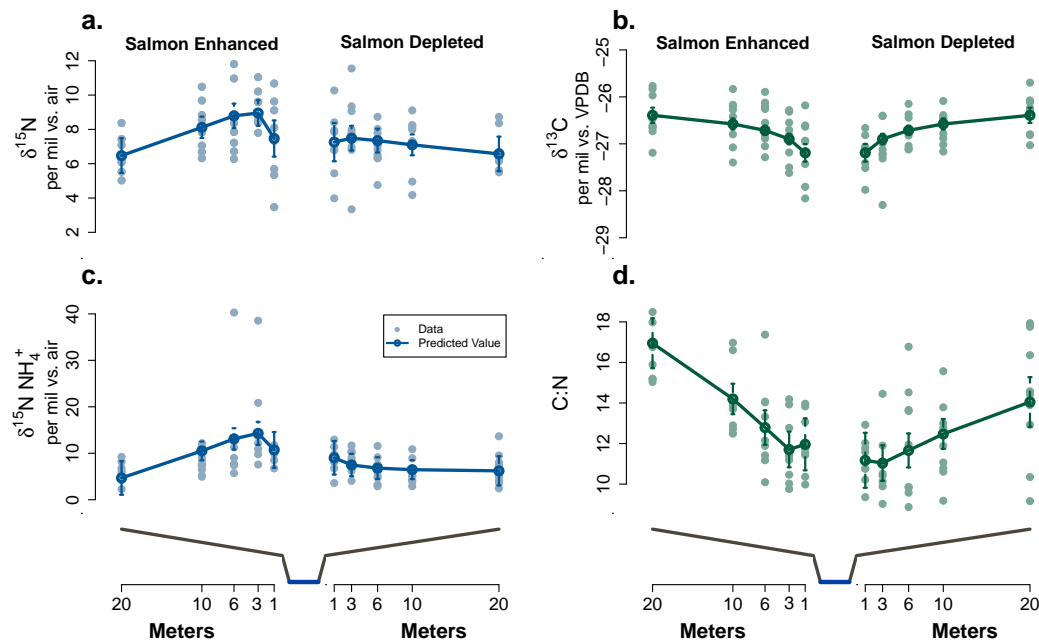 a.
Salmon Enhanced
Salmon Depleted
δ15N
per mil vs. air
2
4
6
8
10
12
b.
Salmon Enhanced
Salmon Depleted
δ13C
per mil vs. VPDB
−29
−28
−27
−26
−25
c.
δ15N NH4+
per mil vs. air
0
10
20
30
40
Data
Predicted Value
d.
C:N
10
12
14
16
18
20 10 6 3 1 1 3 6 10 20
Meters Meters
20 10 6 3 1 1 3 6 10 20
Meters Meters